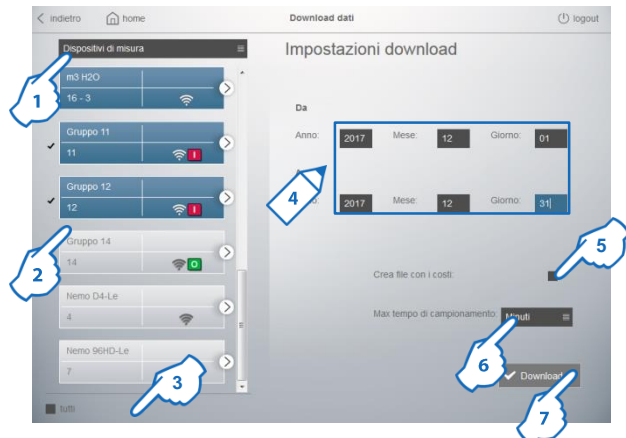 indietro home Download dati logout
Dispositivi di misura
Impostazioni download
m3 H2O
16 - 3
1
Da
Gruppo 11
11
I
Anno: 2017 Mese: 12 Giorno: 01
4
Gruppo 12
12
I
2017 Mese: 12 Giorno: 31
2
Gruppo 14
14
O
5
Crea file con i costi:
Nemo D4-Le
4
Max tempo di campionamento: Minuti
Nemo 96HD-Le
7
3
6
Download
7
tutti